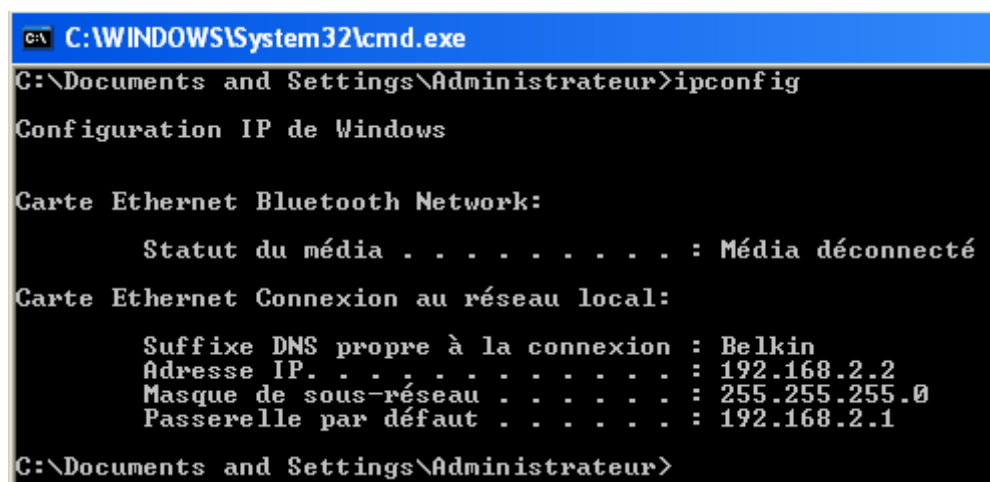 C:\WINDOWS\System32\cmd.exe
C:\Documents and Settings\Administrateur>ipconfig
Configuration IP de Windows
Carte Ethernet Bluetooth Network:
Statut du média . . . . . . . . . : Média déconnecté
Carte Ethernet Connexion au réseau local:
Suffixe DNS propre à la connexion : Belkin
Adresse IP. . . . . . . . . . . . : 192.168.2.2
Masque de sous-réseau . . . . . . : 255.255.255.0
Passerelle par défaut . . . . . . : 192.168.2.1
C:\Documents and Settings\Administrateur>